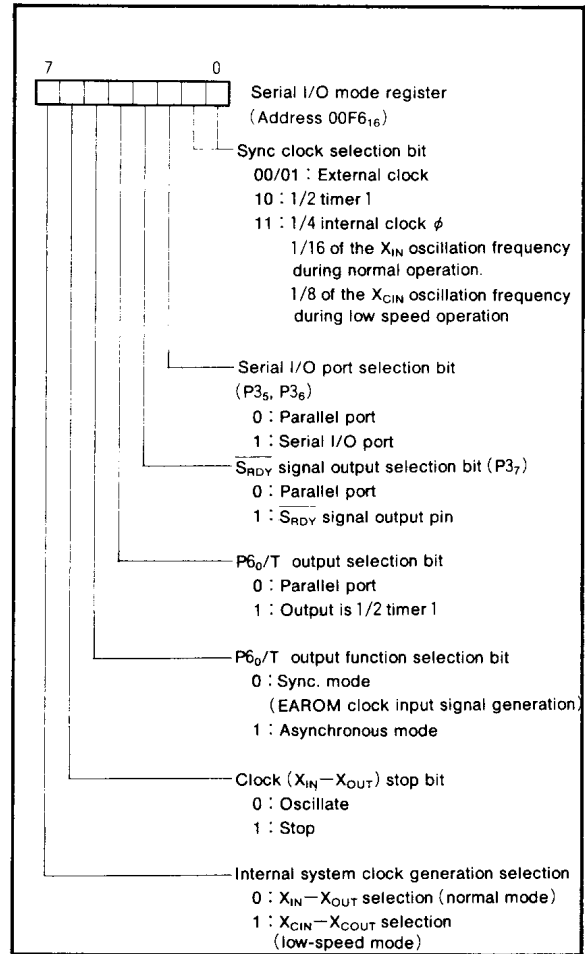 7 0
Serial I/O mode register
(Address 00F6₁₆)
Sync clock selection bit
00/01 : External clock
10 : 1/2 timer 1
11 : 1/4 internal clock ϕ
1/16 of the X_IN oscillation frequency
during normal operation.
1/8 of the X_CIN oscillation frequency
during low speed operation
Serial I/O port selection bit
(P3₅, P3₆)
0 : Parallel port
1 : Serial I/O port
S̅_R̅D̅Y̅ signal output selection bit (P3₇)
0 : Parallel port
1 : S̅_R̅D̅Y̅ signal output pin
P6₀/T output selection bit
0 : Parallel port
1 : Output is 1/2 timer 1
P6₀/T output function selection bit
0 : Sync. mode
(EAROM clock input signal generation)
1 : Asynchronous mode
Clock (X_IN−X_OUT) stop bit
0 : Oscillate
1 : Stop
Internal system clock generation selection
0 : X_IN−X_OUT selection (normal mode)
1 : X_CIN−X_COUT selection
(low-speed mode)